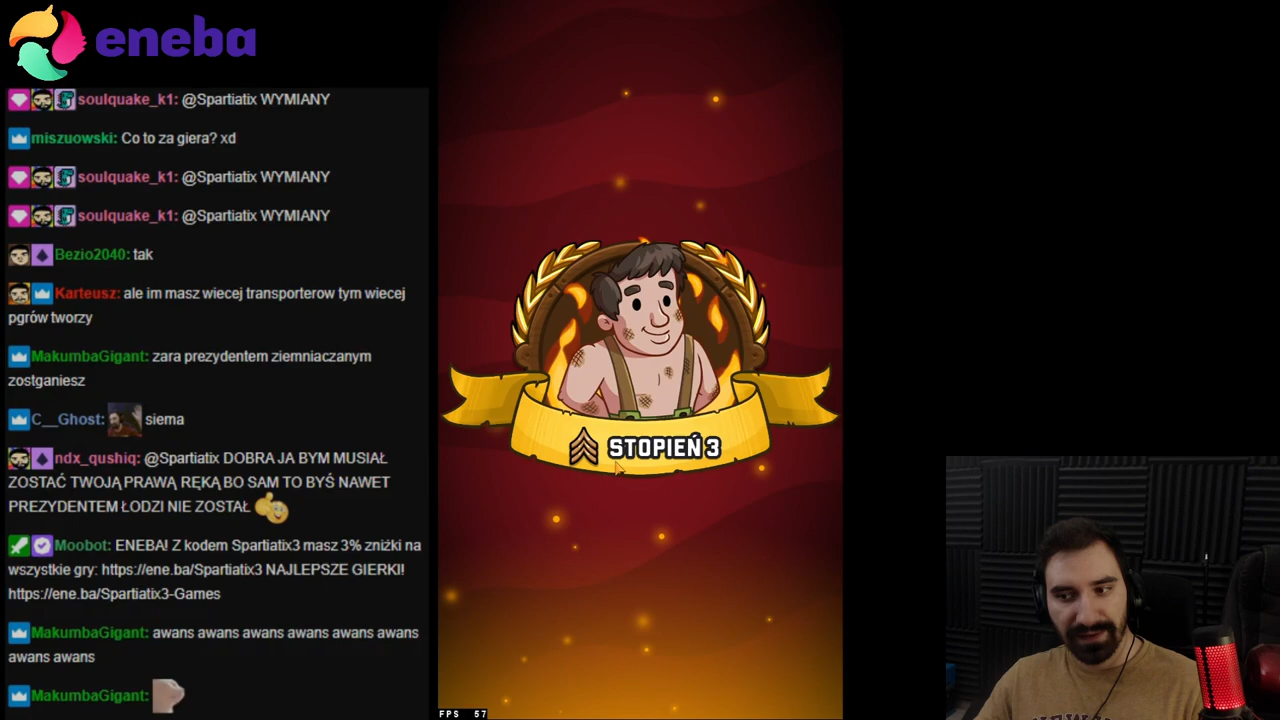 eneba
soulquake_k1: @Spartiatix WYMIANY
miszuowski: Co to za giera? xd
soulquake_k1: @Spartiatix WYMIANY
soulquake_k1: @Spartiatix WYMIANY
Bezio2040: tak
Karteusz: ale im masz wiecej transporterow tym wiecej
pgrów tworzy
MakumbaGigant: zara prezydentem ziemniaczanym
zostganiesz
C__Ghost: siema
ndx_qushiq: @Spartiatix DOBRA JA BYM MUSIAŁ
ZOSTAĆ TWOJĄ PRAWĄ RĘKĄ BO SAM TO BYŚ NAWET
PREZYDENTEM ŁODZI NIE ZOSTAŁ
Moobot: ENEBA! Z kodem Spartiatix3 masz 3% zniżki na
wszystkie gry: https://ene.ba/Spartiatix3 NAJLEPSZE GIERKI!
https://ene.ba/Spartiatix3-Games
MakumbaGigant: awans awans awans awans awans awans
awans awans
MakumbaGigant:
STOPIEŃ 3
FPS 57